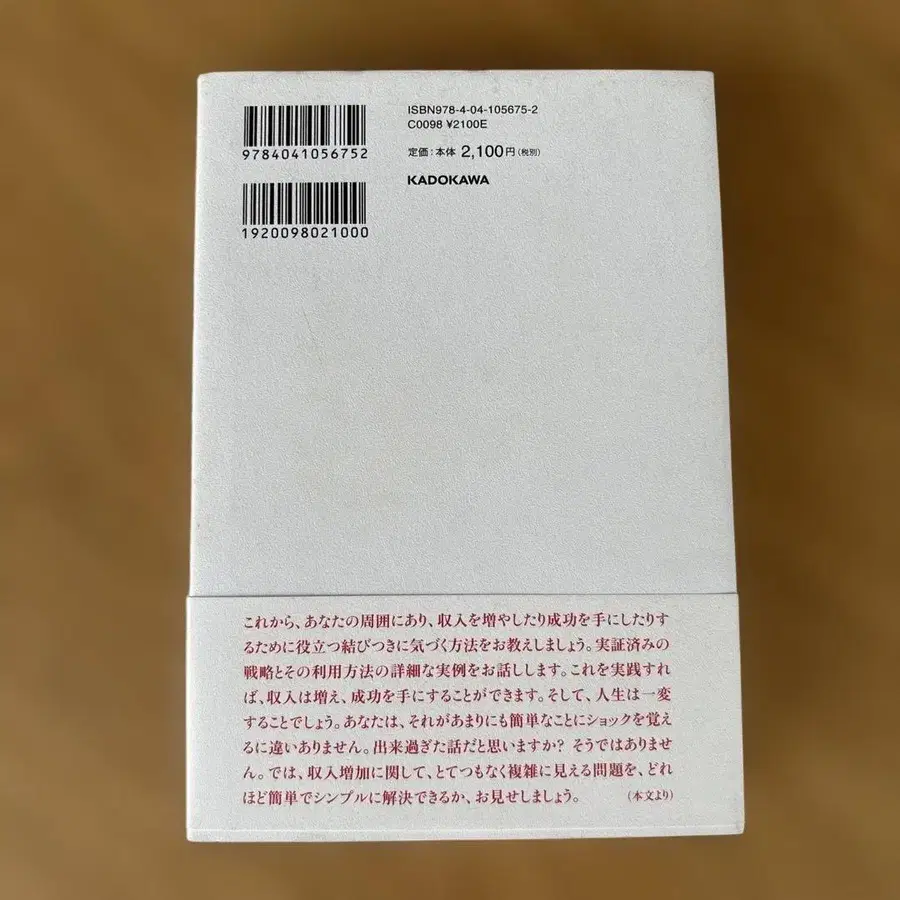 ISBN978-4-04-105675-2
C0098 ¥2100E
定価：本体 2,100円（税別）
KADOKAWA
9784041056752
1920098021000
これから、あなたの周囲にあり、収入を増やしたり成功を手にしたりす
るために役立つ結びつきに気づく方法をお教えしましょう。実証済みの
戦略とその利用方法の詳細な実例をお話しします。これを実践すれ
ば、収入は増え、成功を手にすることができます。そして、人生は一変
することでしょう。あなたは、それがあまりにも簡単なことにショックを覚え
るに違いありません。出来過ぎた話だと思いますか？ そうではありませ
ん。では、収入増加に関して、とてつもなく複雑に見える問題を、どれ
ほど簡単でシンプルに解決できるか、お見せしましょう。 （本文より）